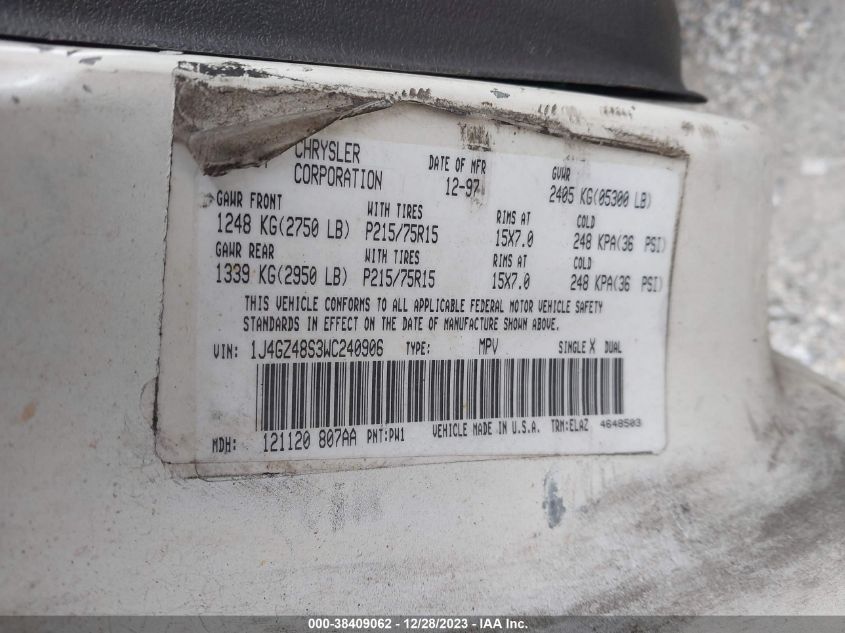 CHRYSLER CORPORATION DATE OF MFR 12-97 GVWR 2405 KG(05300 LB)
GAWR FRONT WITH TIRES RIMS AT COLD
1248 KG(2750 LB) P215/75R15 15X7.0 248 KPA(36 PSI)
GAWR REAR WITH TIRES RIMS AT COLD
1339 KG(2950 LB) P215/75R15 15X7.0 248 KPA(36 PSI)
THIS VEHICLE CONFORMS TO ALL APPLICABLE FEDERAL MOTOR VEHICLE SAFETY
STANDARDS IN EFFECT ON THE DATE OF MANUFACTURE SHOWN ABOVE.
VIN: 1J4GZ48S3WC240906 TYPE: MPV SINGLE X DUAL
MDH: 121120 807AA PNT:PW1 VEHICLE MADE IN U.S.A. TRM:ELAZ 4648503
000-38409062 - 12/28/2023 - IAA Inc.